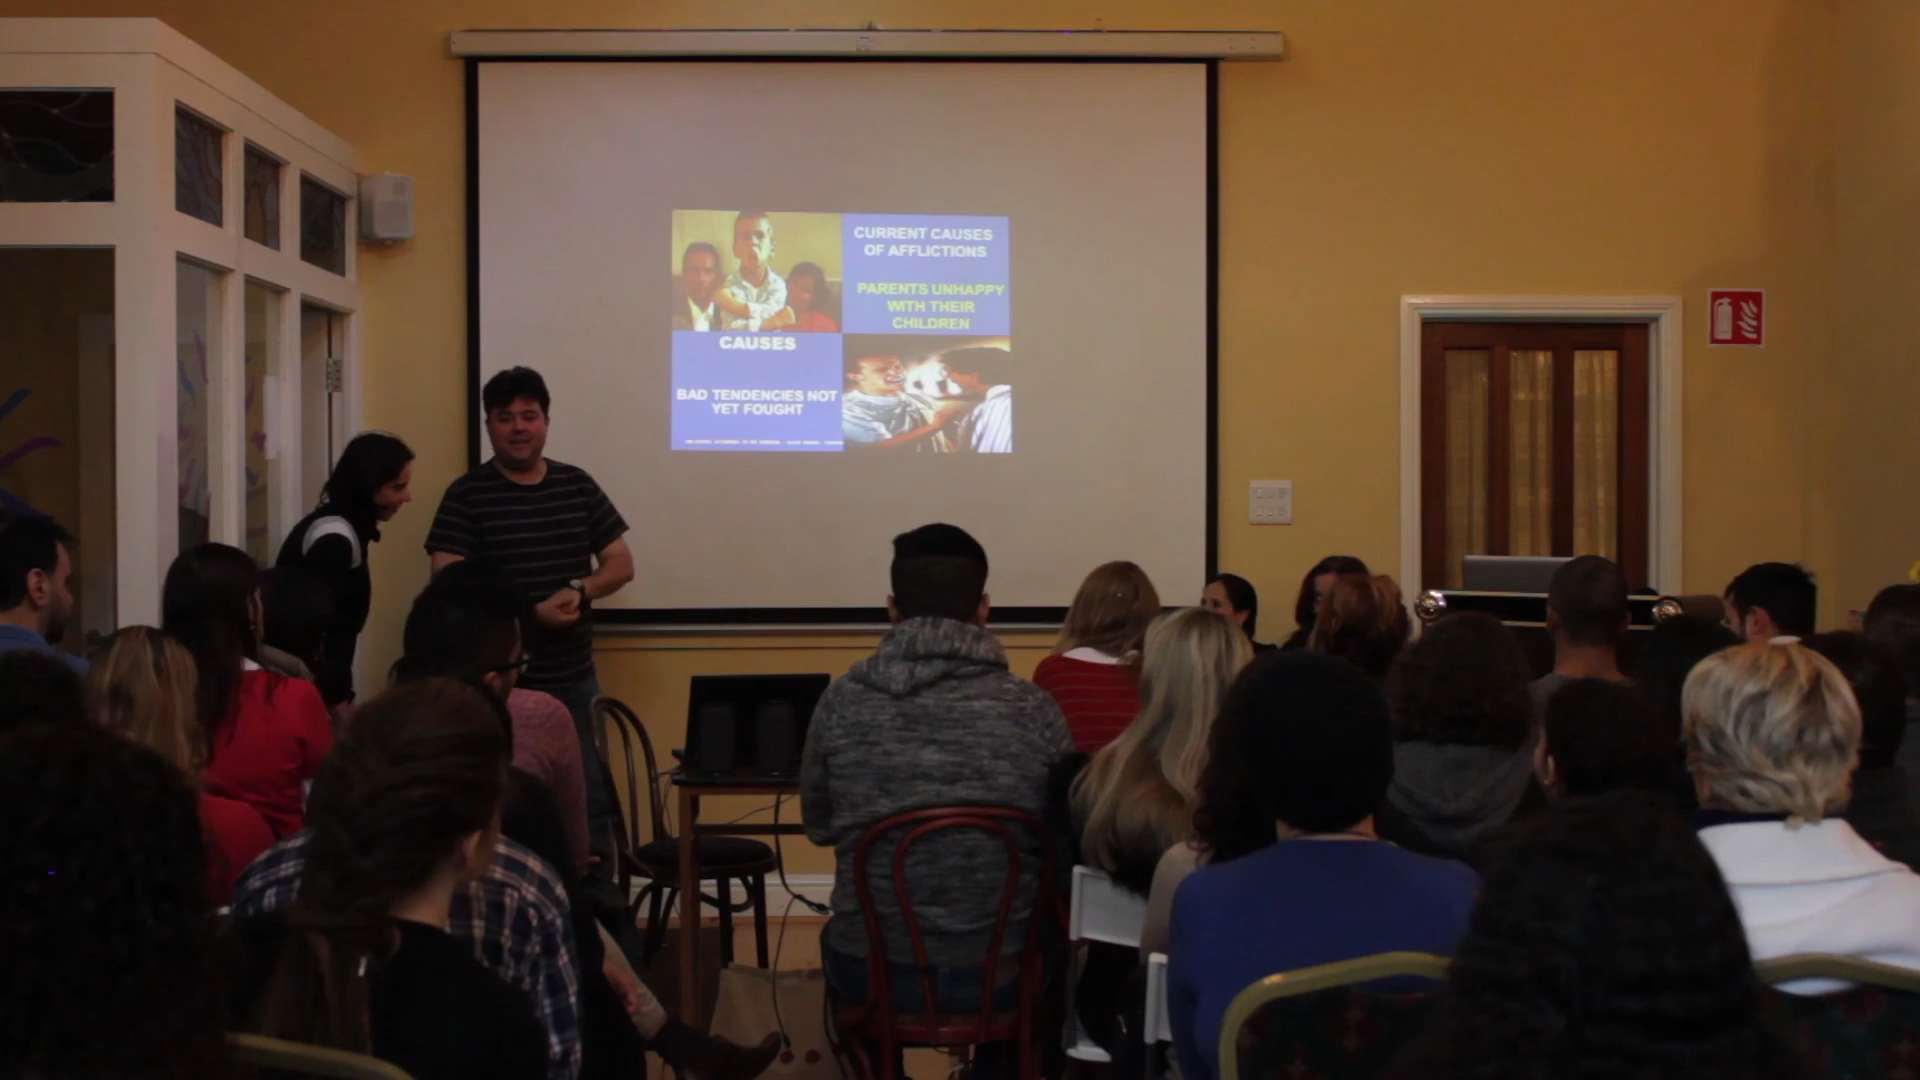 CURRENT CAUSES
OF AFFLICTIONS
PARENTS UNHAPPY
WITH THEIR
CHILDREN
CAUSES
BAD TENDENCIES NOT
YET FOUGHT